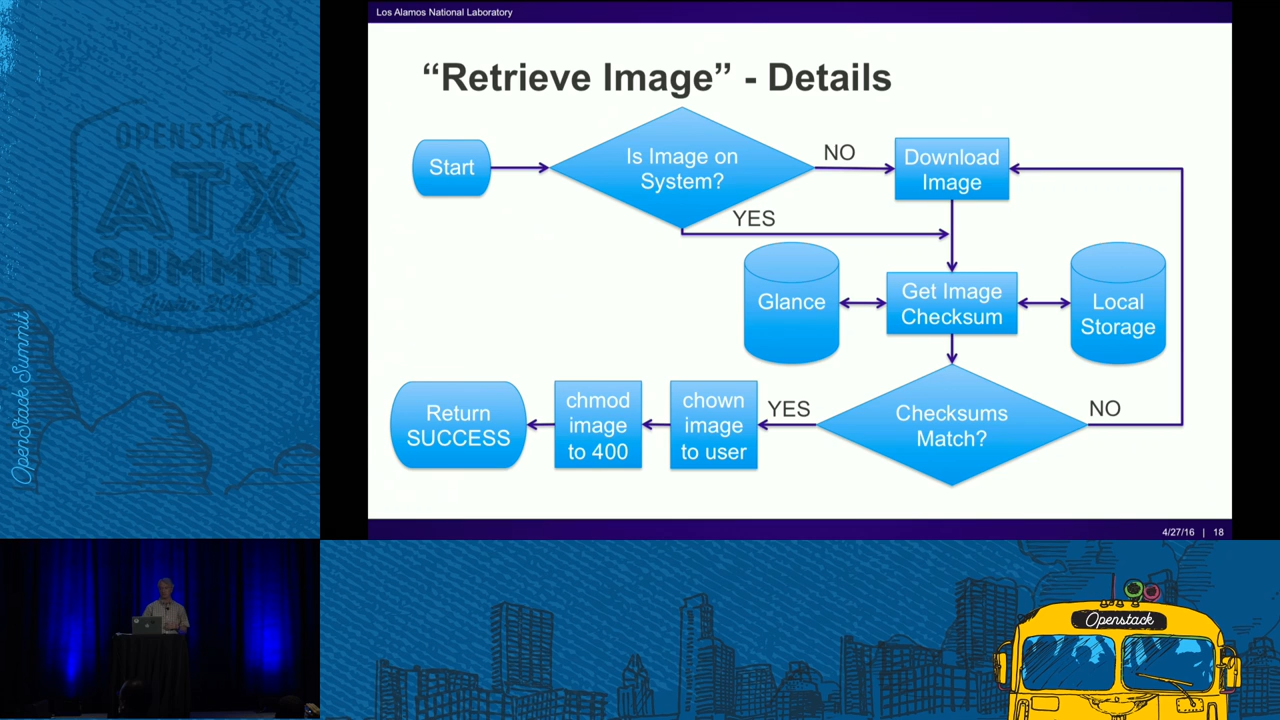 Los Alamos National Laboratory
“Retrieve Image” - Details
Start
Is Image on
System?
NO
Download
Image
YES
Glance
Get Image
Checksum
Local
Storage
Return
SUCCESS
chmod
image
to 400
chown
image
to user
YES
Checksums
Match?
NO
4/27/16 | 18
OPENSTACK
ATX
SUMMIT
OpenStack Summit
Openstack